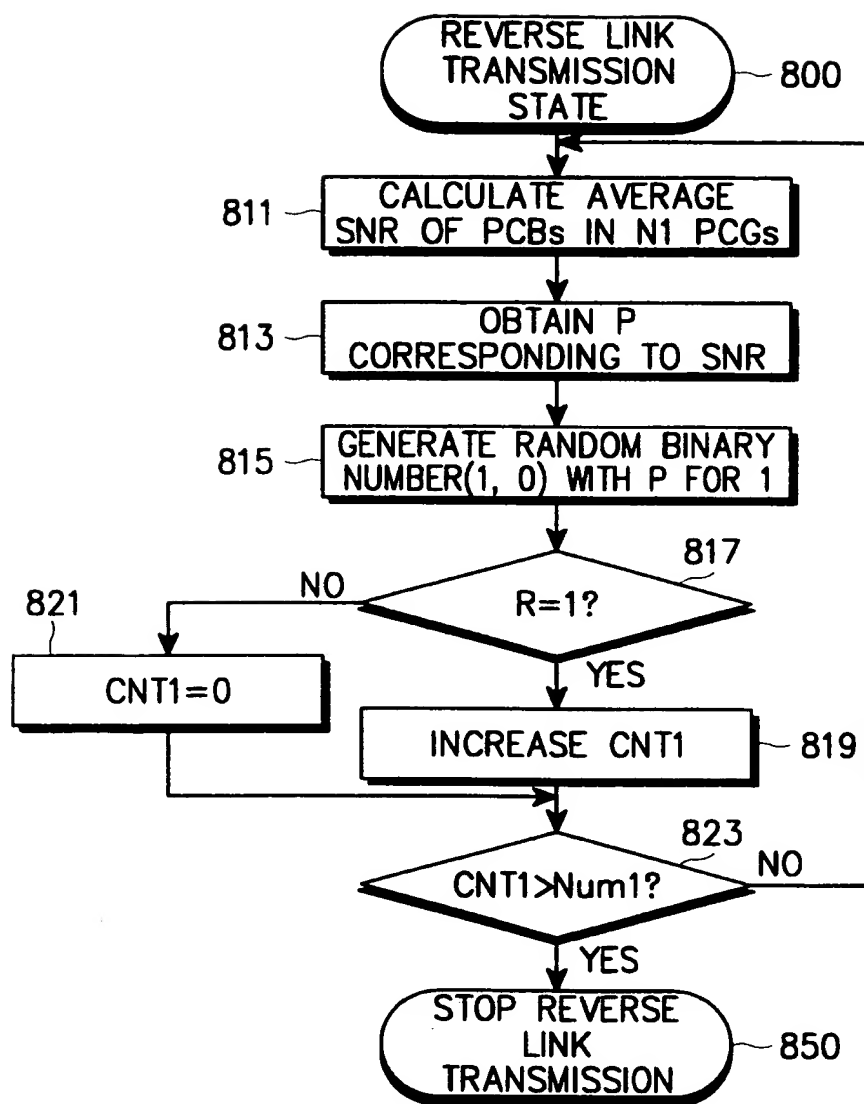 REVERSE LINK
TRANSMISSION
STATE
800
811
CALCULATE AVERAGE
SNR OF PCBs IN N1 PCGs
813
OBTAIN P
CORRESPONDING TO SNR
815
GENERATE RANDOM BINARY
NUMBER(1, 0) WITH P FOR 1
817
R=1?
NO
YES
821
CNT1=0
INCREASE CNT1
819
823
CNT1>Num1?
NO
YES
STOP REVERSE
LINK
TRANSMISSION
850